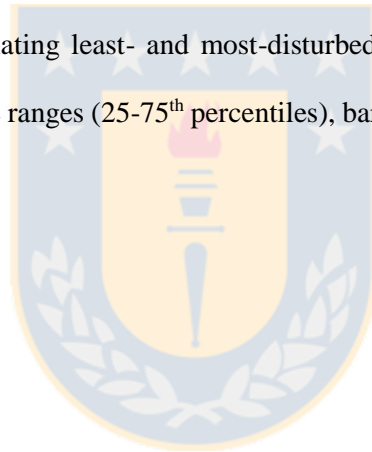 ating least- and most-disturbed
ranges (25-75th percentiles), bar